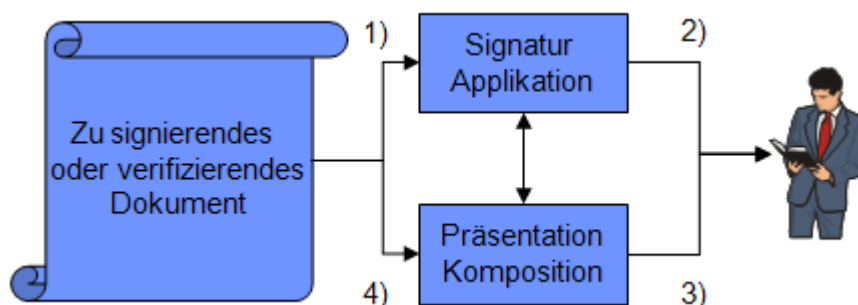 Zu signierendes
oder verifizierendes
Dokument
1)
Signatur
Applikation
2)
4)
Präsentation
Komposition
3)